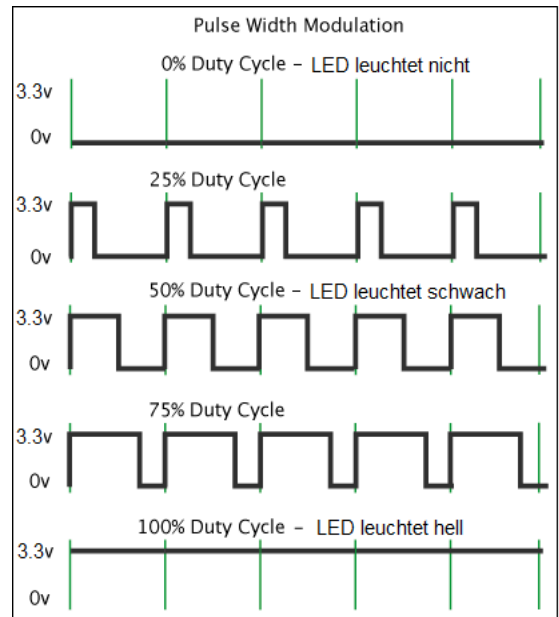 Pulse Width Modulation
0% Duty Cycle – LED leuchtet nicht
3.3v
0v
25% Duty Cycle
3.3v
0v
50% Duty Cycle – LED leuchtet schwach
3.3v
0v
75% Duty Cycle
3.3v
0v
100% Duty Cycle – LED leuchtet hell
3.3v
0v